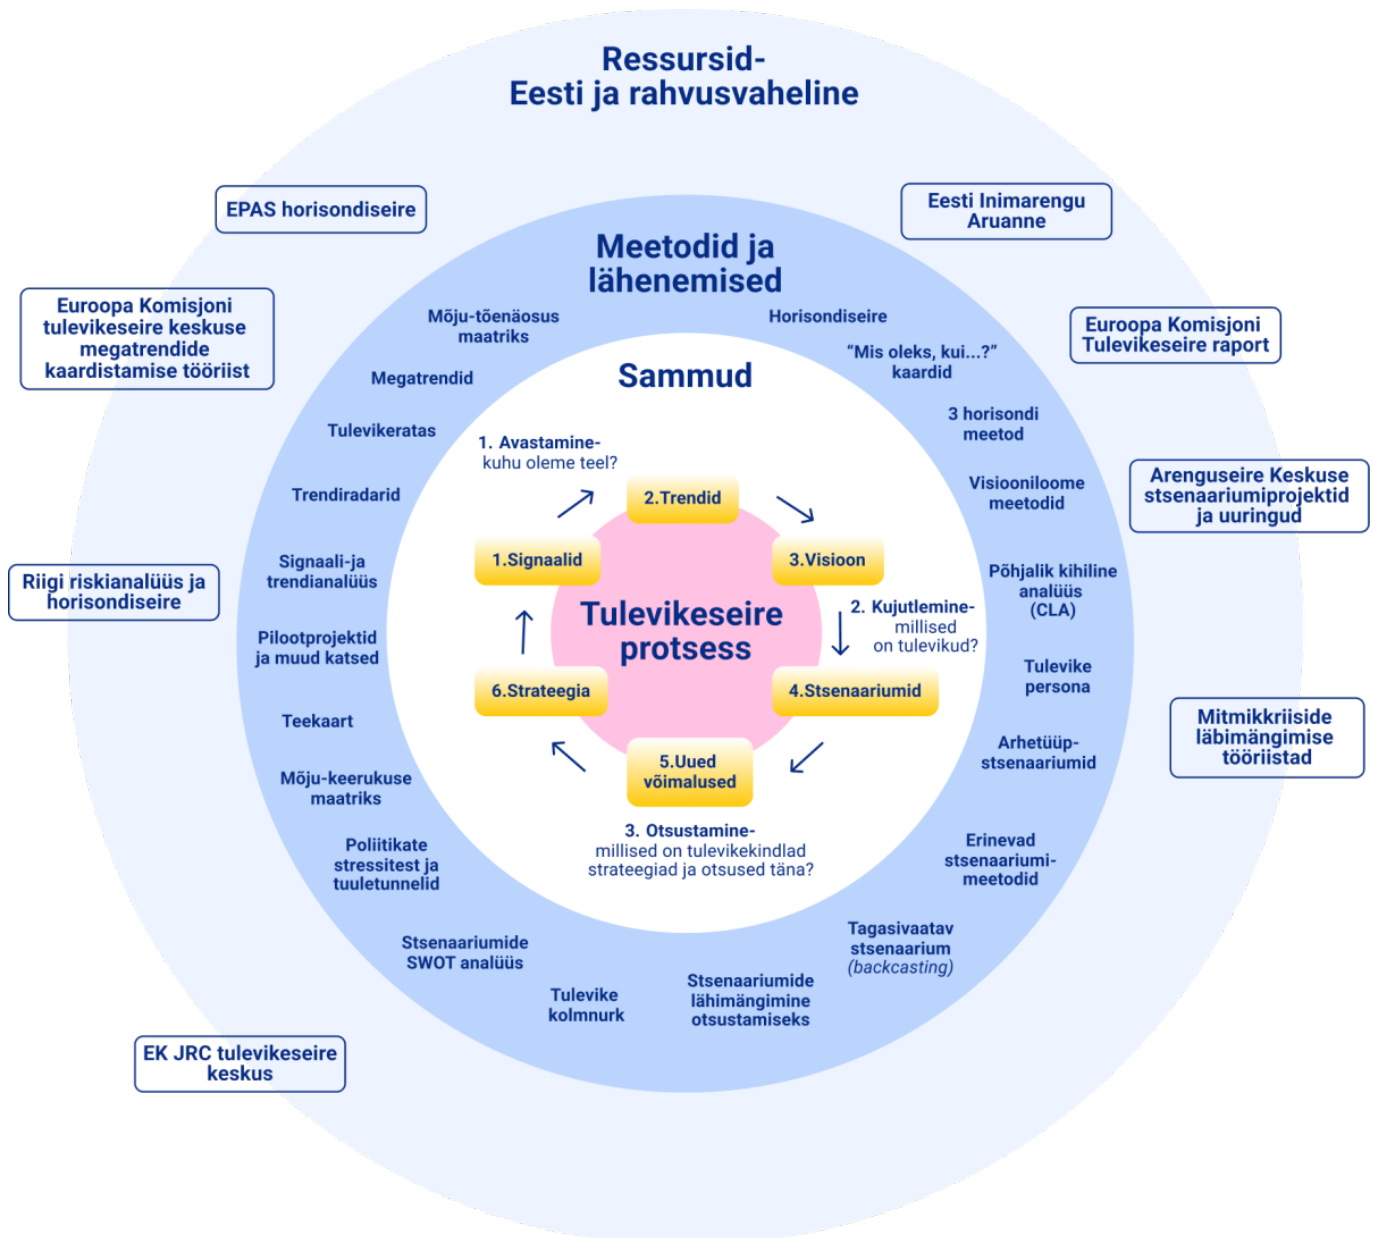 Ressursid-
Eesti ja rahvusvaheline
EPAS horisondiseire
Eesti Inimarengu
Aruanne
Euroopa Komisjoni
tulevikeseire keskuse
megatrendide
kaardistamise tööriist
Euroopa Komisjoni
Tulevikeseire raport
Arenguseire Keskuse
stsenaariumiprojektid
ja uuringud
Riigi riskianalüüs ja
horisondiseire
Mitmikkriiside
läbimängimise
tööriistad
EK JRC tulevikeseire
keskus
Meetodid ja
lähenemised
Mõju-tõenäosus
maatriks
Megatrendid
Tulevikeratas
Trendiradarid
Signaali-ja
trendianalüüs
Pilootprojektid
ja muud katsed
Teekaart
Mõju-keerukuse
maatriks
Poliitikate
stressitest ja
tuuletunnelid
Stsenaariumide
SWOT analüüs
Tulevike
kolmnurk
Stsenaariumide
lähimängimine
otsustamiseks
Tagasivaatav
stsenaarium
(backcasting)
Erinevad
stsenaariumi-
meetodid
Arhetüüp-
stsenaariumid
Tulevike
persona
Põhjalik kihiline
analüüs
(CLA)
Visiooniloome
meetodid
3 horisondi
meetod
“Mis oleks, kui...?”
kaardid
Horisondiseire
Sammud
1. Avastamine-
kuhu oleme teel?
2.Trendid
1.Signaalid
3.Visioon
Tulevikeseire
protsess
2. Kujutlemine-
millised
on tulevikud?
6.Strateegia
4.Stsenaariumid
5.Uued
võimalused
3. Otsustamine-
millised on tulevikekindlad
strateegiad ja otsused täna?